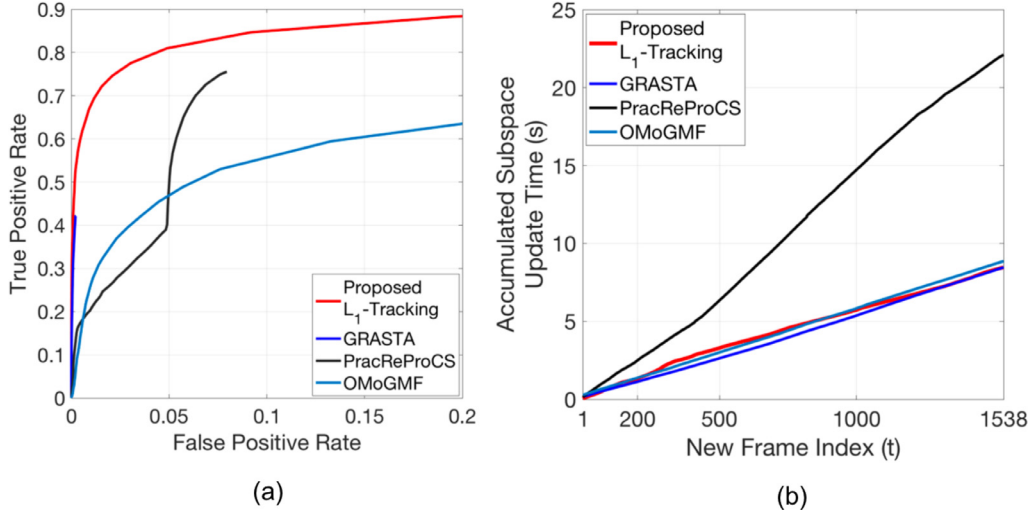 0.9
0.8
0.7
0.6
0.5
0.4
0.3
0.2
0.1
0
True Positive Rate
0
0.05
0.1
0.15
0.2
False Positive Rate
Proposed
L1-Tracking
GRASTA
PracReProCS
OMoGMF
(a)
25
20
15
10
5
0
Accumulated Subspace
Update Time (s)
1
200
500
1000
1538
New Frame Index (t)
Proposed
L1-Tracking
GRASTA
PracReProCS
OMoGMF
(b)